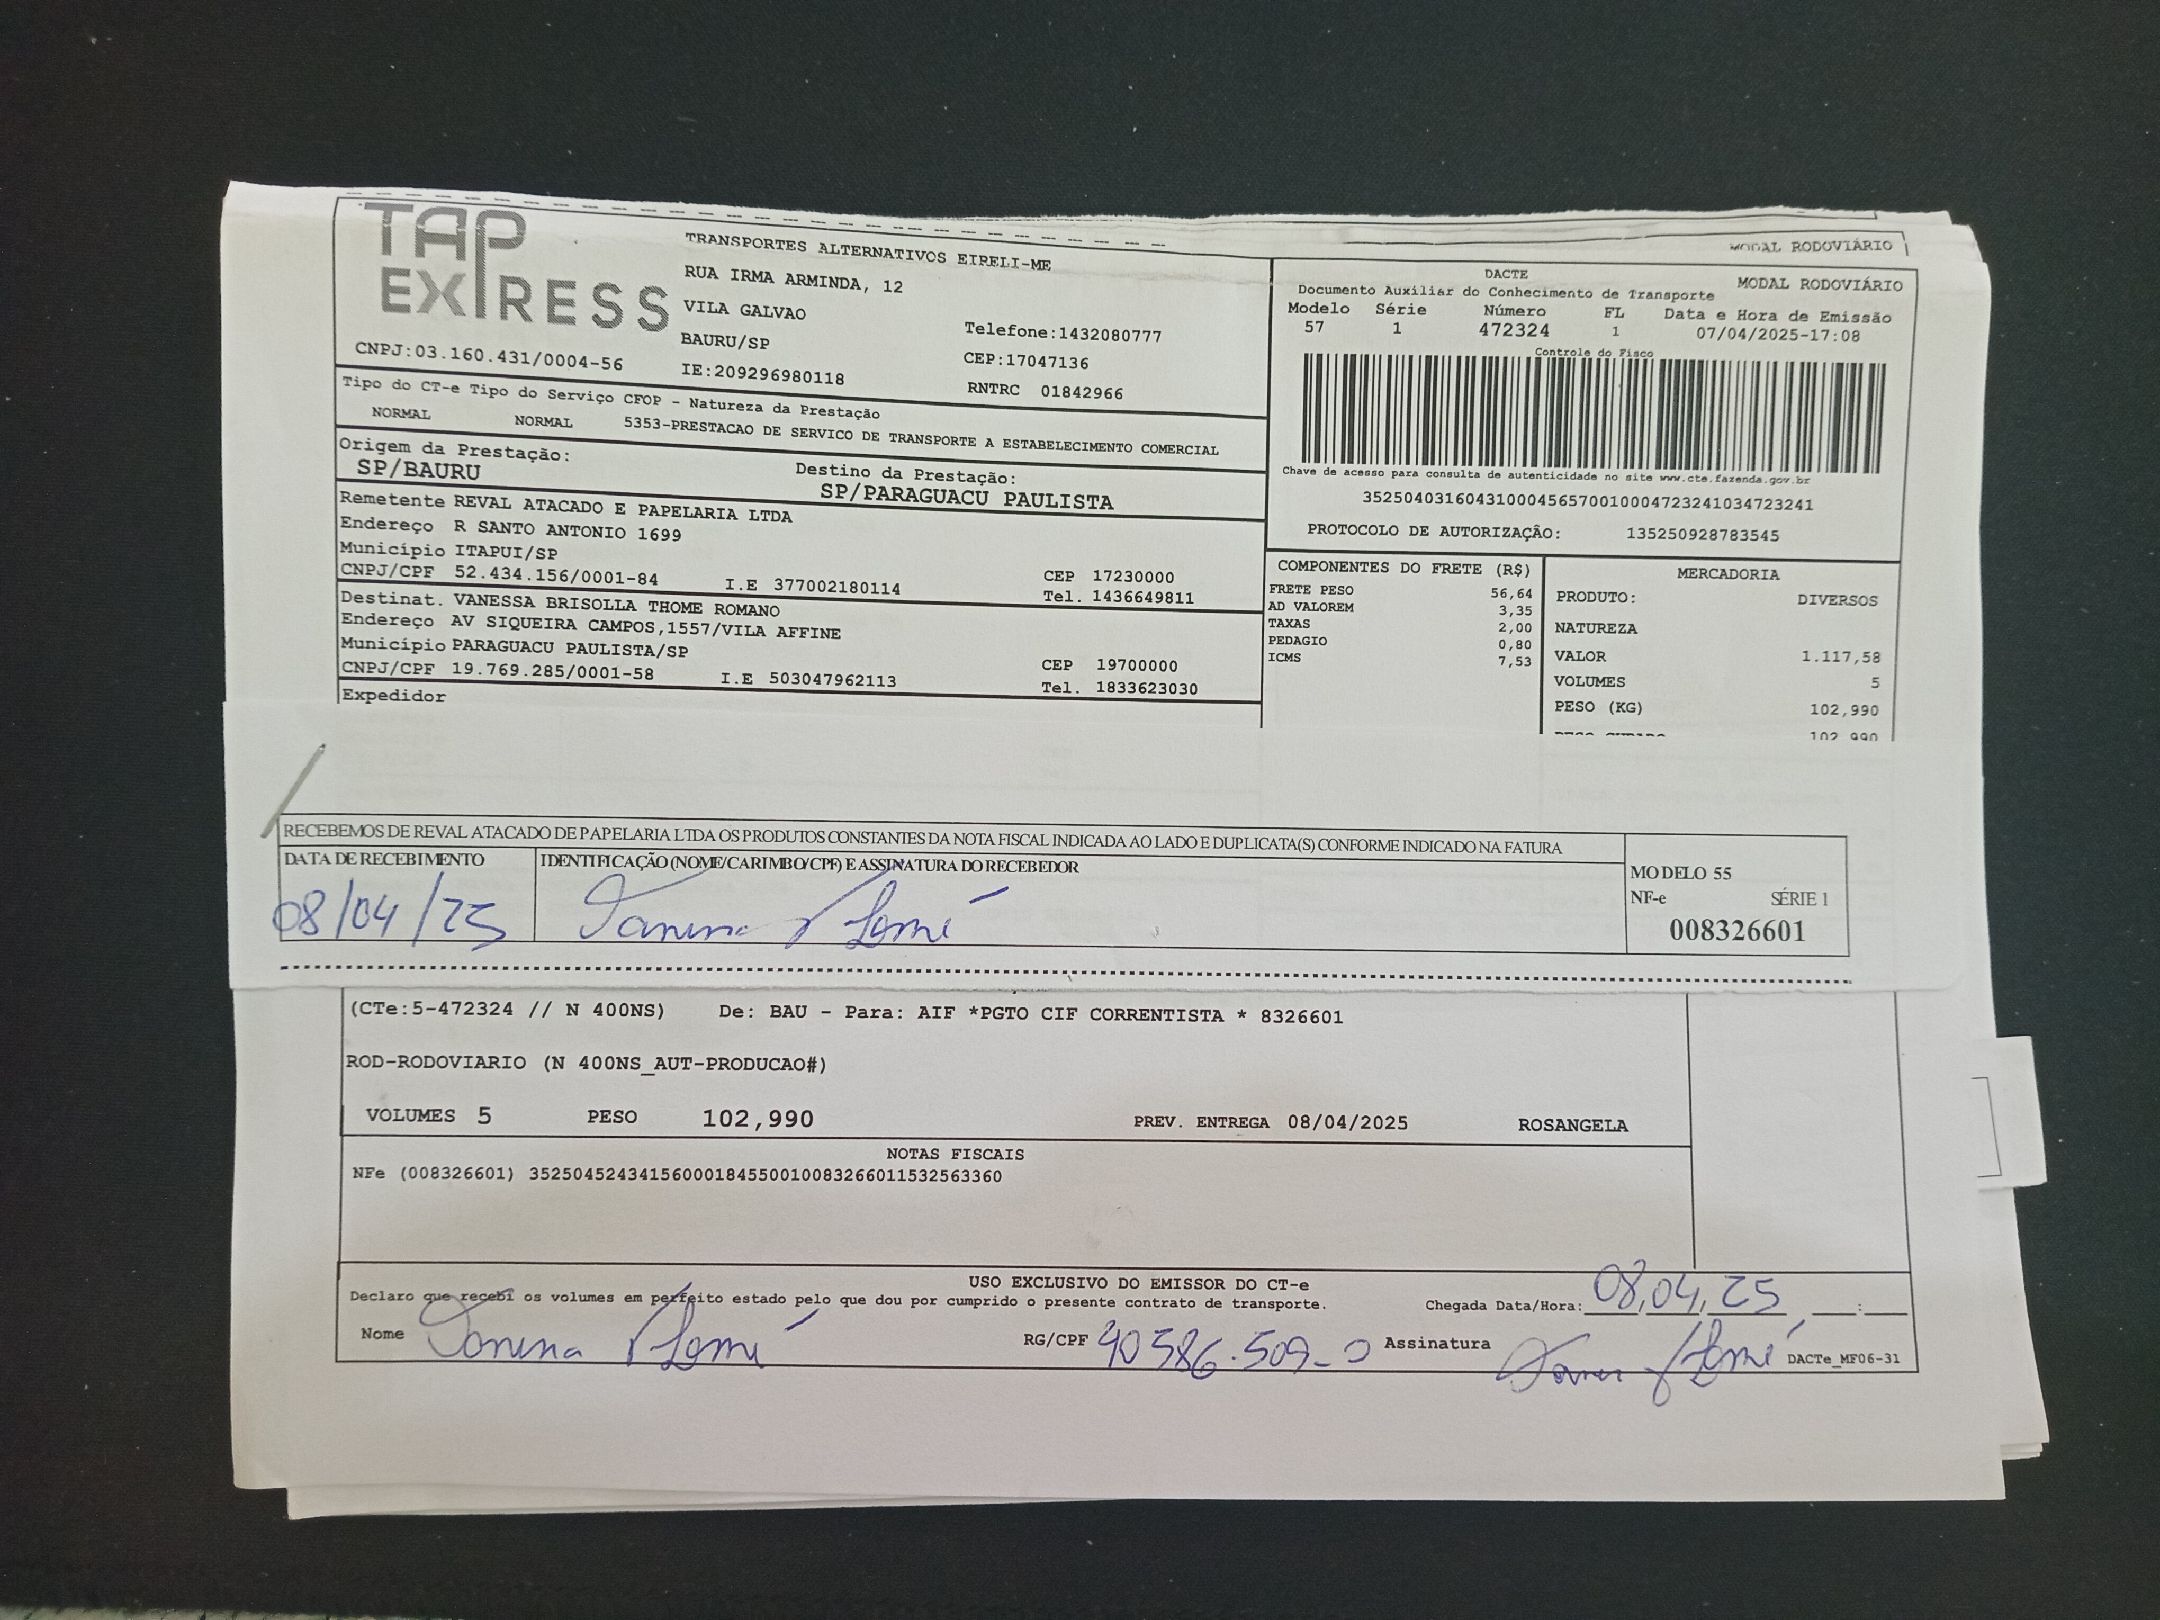 MODAL RODOVIÁRIO
TAP EXPRESS
TRANSPORTES ALTERNATIVOS EIRELI-ME
RUA IRMA ARMINDA, 12
VILA GALVAO
BAURU/SP
IE:209296980118
Telefone:1432080777
CEP:17047136
RNTRC 01842966
CNPJ:03.160.431/0004-56
DACTE
MODAL RODOVIÁRIO
Documento Auxiliar do Conhecimento de Transporte
Modelo Série Número FL Data e Hora de Emissão
57 1 472324 1 07/04/2025-17:08
Controle do Fisco
Chave de acesso para consulta de autenticidade no site www.cte.fazenda.gov.br
35250403160431000456570010004723241034723241
PROTOCOLO DE AUTORIZAÇÃO: 135250928783545
Tipo do CT-e Tipo do Serviço CFOP - Natureza da Prestação
NORMAL NORMAL 5353-PRESTACAO DE SERVICO DE TRANSPORTE A ESTABELECIMENTO COMERCIAL
Origem da Prestação:
SP/BAURU
Destino da Prestação:
SP/PARAGUACU PAULISTA
Remetente REVAL ATACADO E PAPELARIA LTDA
Endereço R SANTO ANTONIO 1699
Município ITAPUI/SP
CEP 17230000
CNPJ/CPF 52.434.156/0001-84 I.E 377002180114 Tel. 1436649811
Destinat. VANESSA BRISOLLA THOME ROMANO
Endereço AV SIQUEIRA CAMPOS,1557/VILA AFFINE
Município PARAGUACU PAULISTA/SP
CEP 19700000
CNPJ/CPF 19.769.285/0001-58 I.E 503047962113 Tel. 1833623030
Expedidor
COMPONENTES DO FRETE (R$)
FRETE PESO 56,64
AD VALOREM 3,35
TAXAS 2,00
PEDAGIO 0,80
ICMS 7,53
MERCADORIA
PRODUTO: DIVERSOS
NATUREZA
VALOR 1.117,58
VOLUMES 5
PESO (KG) 102,990
102,990
RECEBEMOS DE REVAL ATACADO DE PAPELARIA LTDA OS PRODUTOS CONSTANTES DA NOTA FISCAL INDICADA AO LADO E DUPLICATA(S) CONFORME INDICADO NA FATURA
DATA DE RECEBIMENTO
08/04/25
IDENTIFICAÇÃO (NOME/CARIMBO/CPF) E ASSINATURA DO RECEBEDOR
MODELO 55
NF-e SÉRIE 1
008326601
(CTe:5-472324 // N 400NS) De: BAU - Para: AIF *PGTO CIF CORRENTISTA * 8326601
ROD-RODOVIARIO (N 400NS_AUT-PRODUCAO#)
VOLUMES 5 PESO 102,990 PREV. ENTREGA 08/04/2025 ROSANGELA
NOTAS FISCAIS
NFe (008326601) 35250452434156000184550010083266011532563360
USO EXCLUSIVO DO EMISSOR DO CT-e
Declaro que recebi os volumes em perfeito estado pelo que dou por cumprido o presente contrato de transporte.
Chegada Data/Hora: 08,04,25 :
Nome
RG/CPF 40586.509-0
Assinatura
DACTe_MF06-31